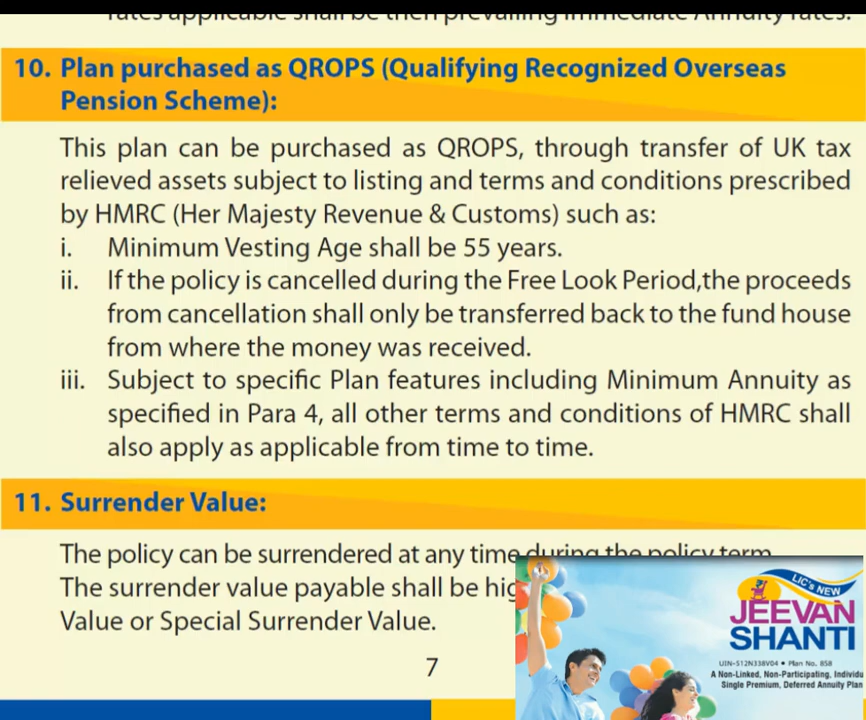 rates applicable shall be then prevailing Immediate Annuity rates.
10. Plan purchased as QROPS (Qualifying Recognized Overseas
Pension Scheme):
This plan can be purchased as QROPS, through transfer of UK tax
relieved assets subject to listing and terms and conditions prescribed
by HMRC (Her Majesty Revenue & Customs) such as:
i. Minimum Vesting Age shall be 55 years.
ii. If the policy is cancelled during the Free Look Period,the proceeds
from cancellation shall only be transferred back to the fund house
from where the money was received.
iii. Subject to specific Plan features including Minimum Annuity as
specified in Para 4, all other terms and conditions of HMRC shall
also apply as applicable from time to time.
11. Surrender Value:
The policy can be surrendered at any time during the policy term.
The surrender value payable shall be hig
Value or Special Surrender Value.
7
LIC's NEW
JEEVAN
SHANTI
UIN-512N338V04 • Plan No. 858
A Non-Linked, Non-Participating, Individu
Single Premium, Deferred Annuity Plan